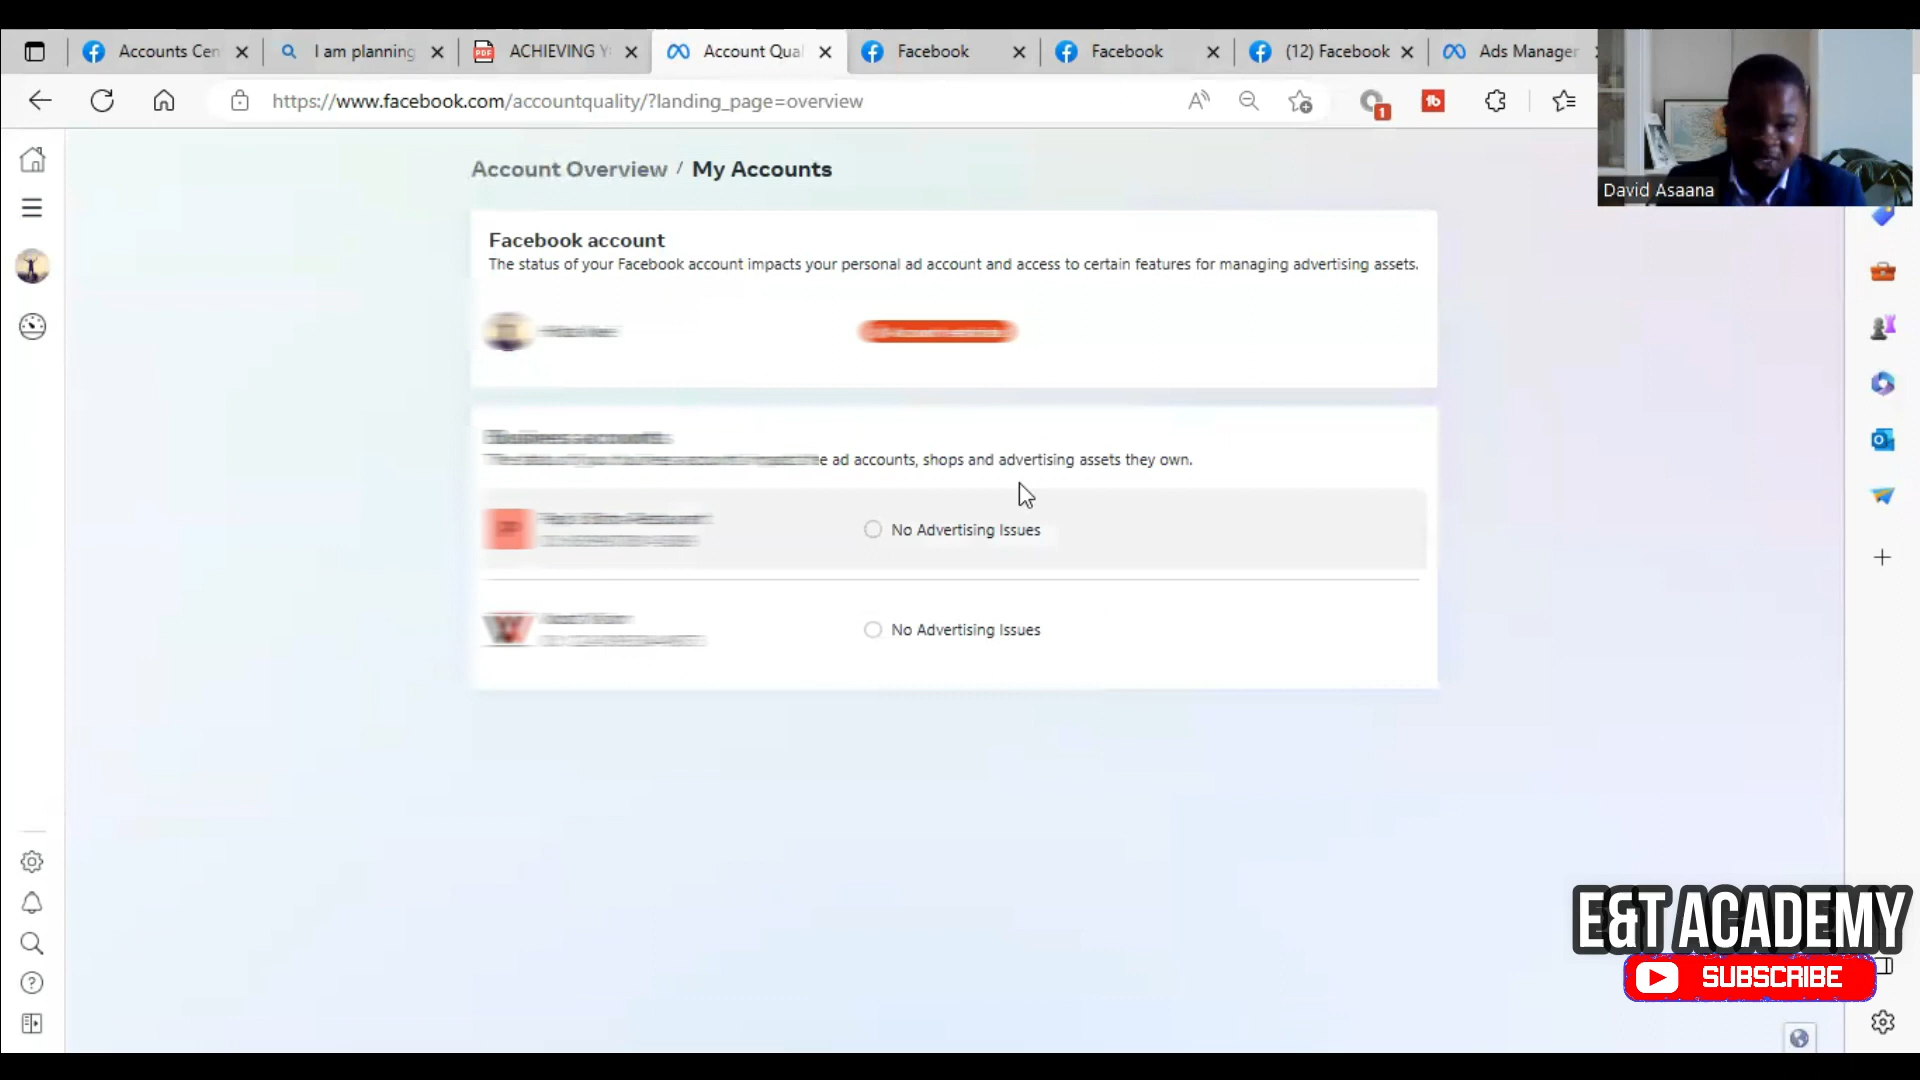 Accounts Cen
I am planning
ACHIEVING Y
Account Qual
Facebook
Facebook
(12) Facebook
Ads Manager
https://www.facebook.com/accountquality/?landing_page=overview
1
David Asaana
Account Overview / My Accounts
Facebook account
The status of your Facebook account impacts your personal ad account and access to certain features for managing advertising assets.
e ad accounts, shops and advertising assets they own.
No Advertising Issues
No Advertising Issues
E&T ACADEMY
SUBSCRIBE